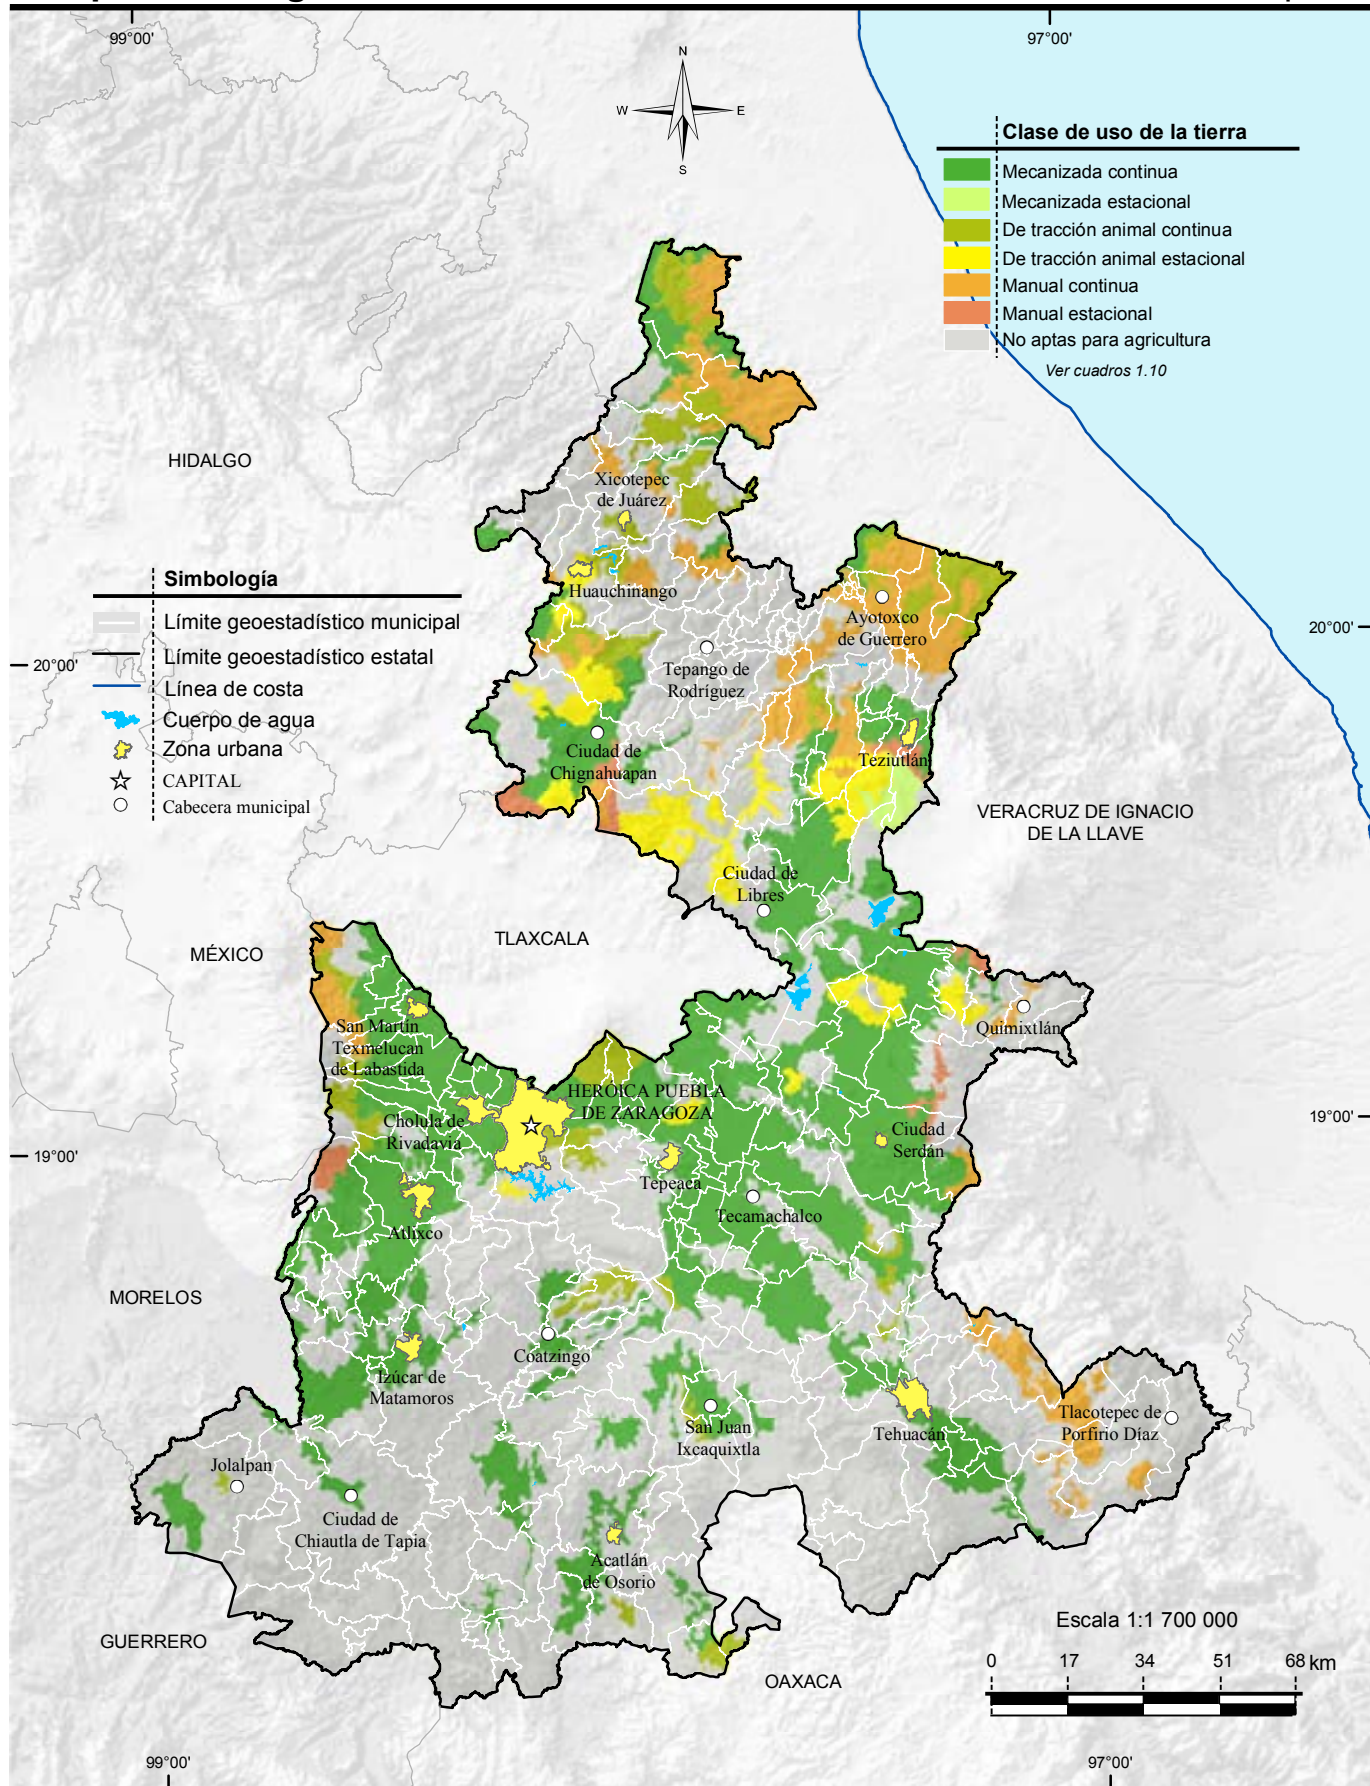 99°00'
97°00'
N
W
E
S
Clase de uso de la tierra
Mecanizada continua
Mecanizada estacional
De tracción animal continua
De tracción animal estacional
Manual continua
Manual estacional
No aptas para agricultura
Ver cuadros 1.10
HIDALGO
Xicotepec
de Juárez
Simbología
Límite geoestadístico municipal
Límite geoestadístico estatal
Línea de costa
Cuerpo de agua
Zona urbana
CAPITAL
Cabecera municipal
Huauchinango
Ayotoxco
de Guerrero
20°00'
20°00'
Tepango de
Rodríguez
Ciudad de
Chignahuapan
Teziutlán
VERACRUZ DE IGNACIO
DE LA LLAVE
Ciudad de
Libres
TLAXCALA
MÉXICO
San Martín
Texmelucan
de Labastida
Quimixtlán
HEROICA PUEBLA
DE ZARAGOZA
Cholula de
Rivadavia
Ciudad
Serdán
19°00'
19°00'
Tepeaca
Tecamachalco
Atlixco
MORELOS
Coatzingo
Izúcar de
Matamoros
San Juan
Ixcaquixtla
Tehuacán
Tlacotepec de
Porfirio Díaz
Jolalpan
Ciudad de
Chiautla de Tapia
Acatlán
de Osorio
GUERRERO
OAXACA
Escala 1:1 700 000
0 17 34 51 68 km
99°00'
97°00'